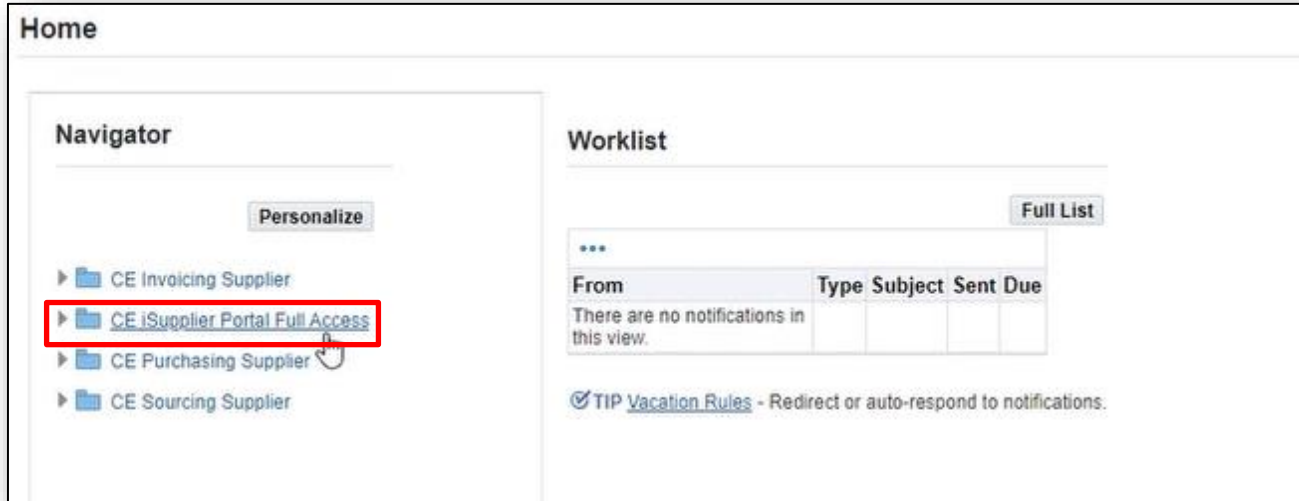 Home
Navigator
Personalize
CE Invoicing Supplier
CE iSupplier Portal Full Access
CE Purchasing Supplier
CE Sourcing Supplier
Worklist
Full List
From Type Subject Sent Due
There are no notifications in
this view.
TIP Vacation Rules - Redirect or auto-respond to notifications.